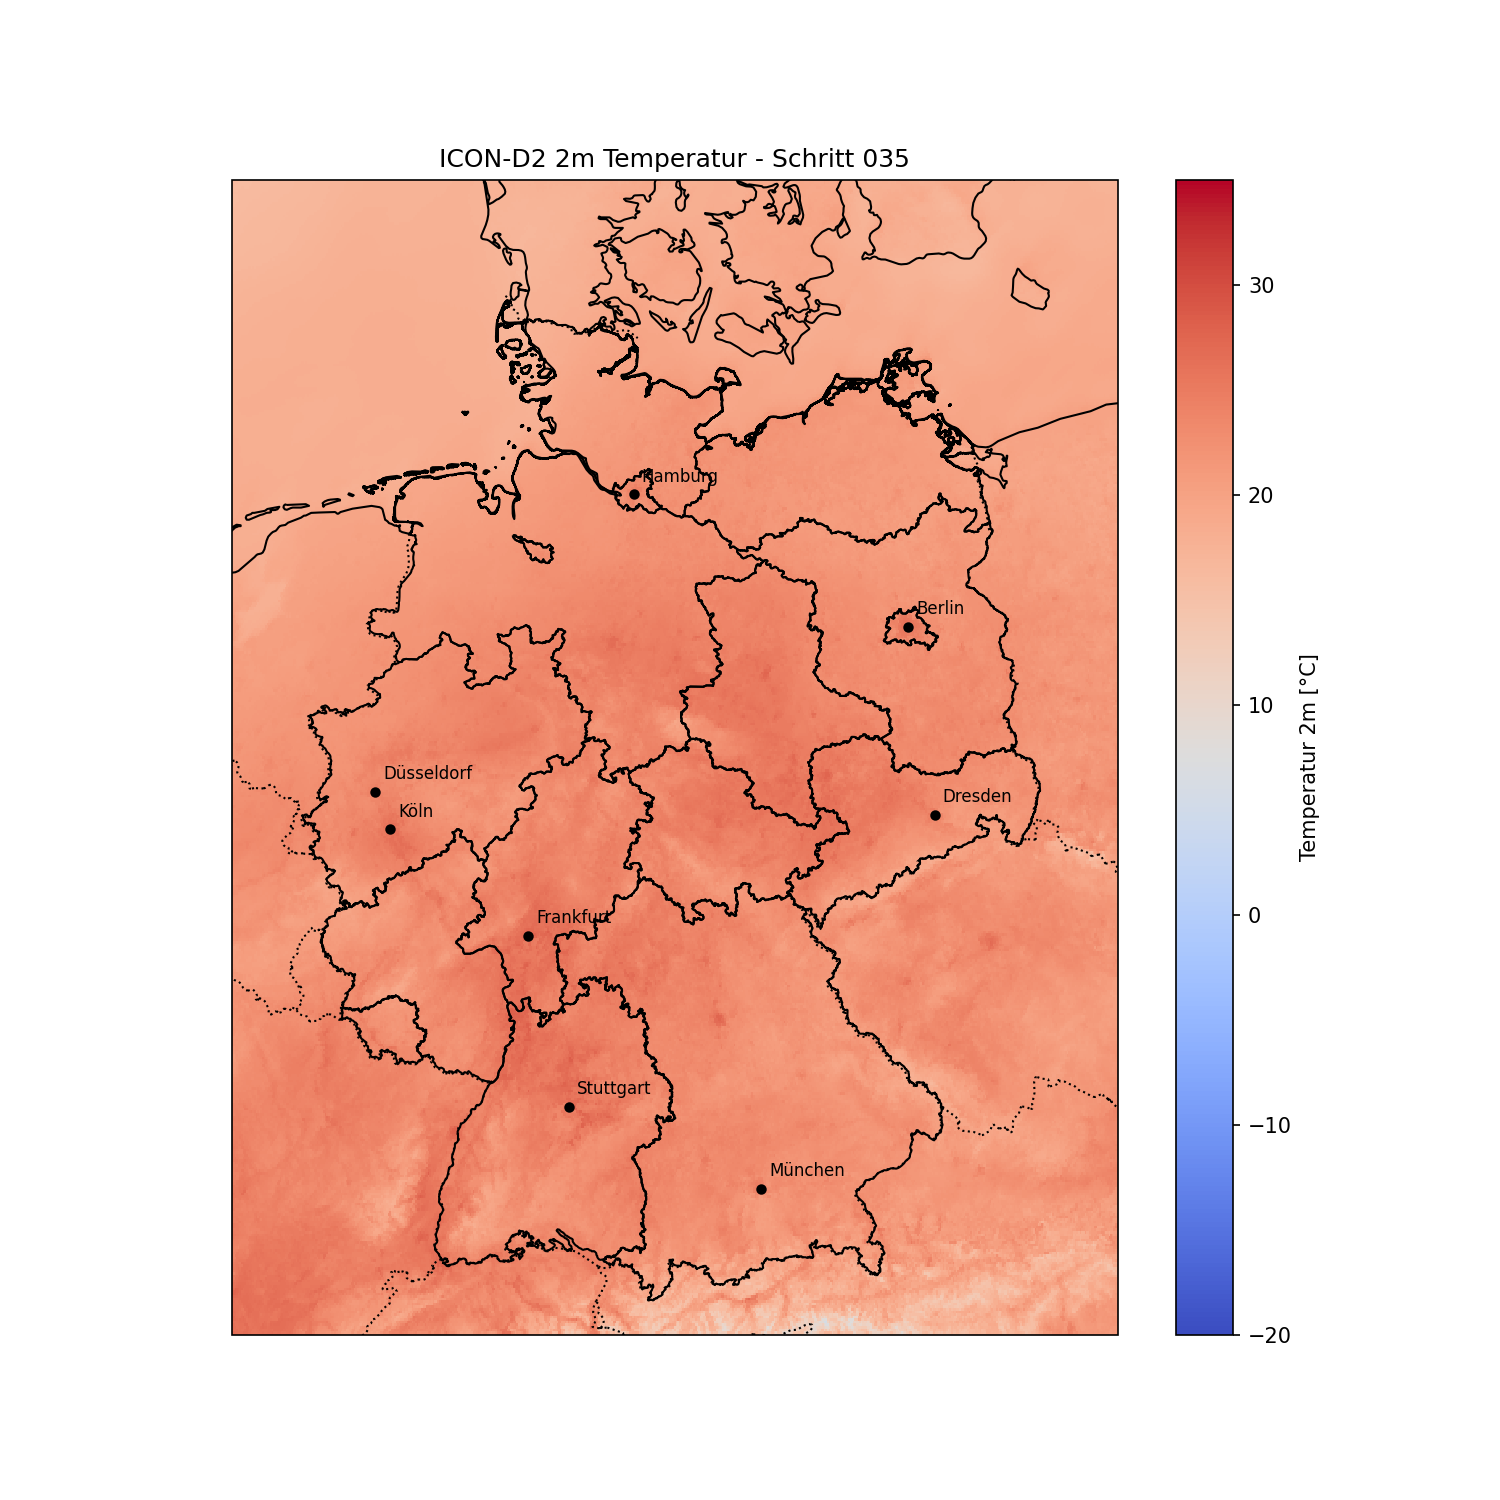 ICON-D2 2m Temperatur - Schritt 035
Hamburg
Berlin
Düsseldorf
Köln
Dresden
Frankfurt
Stuttgart
München
30
20
10
0
−10
−20
Temperatur 2m [°C]